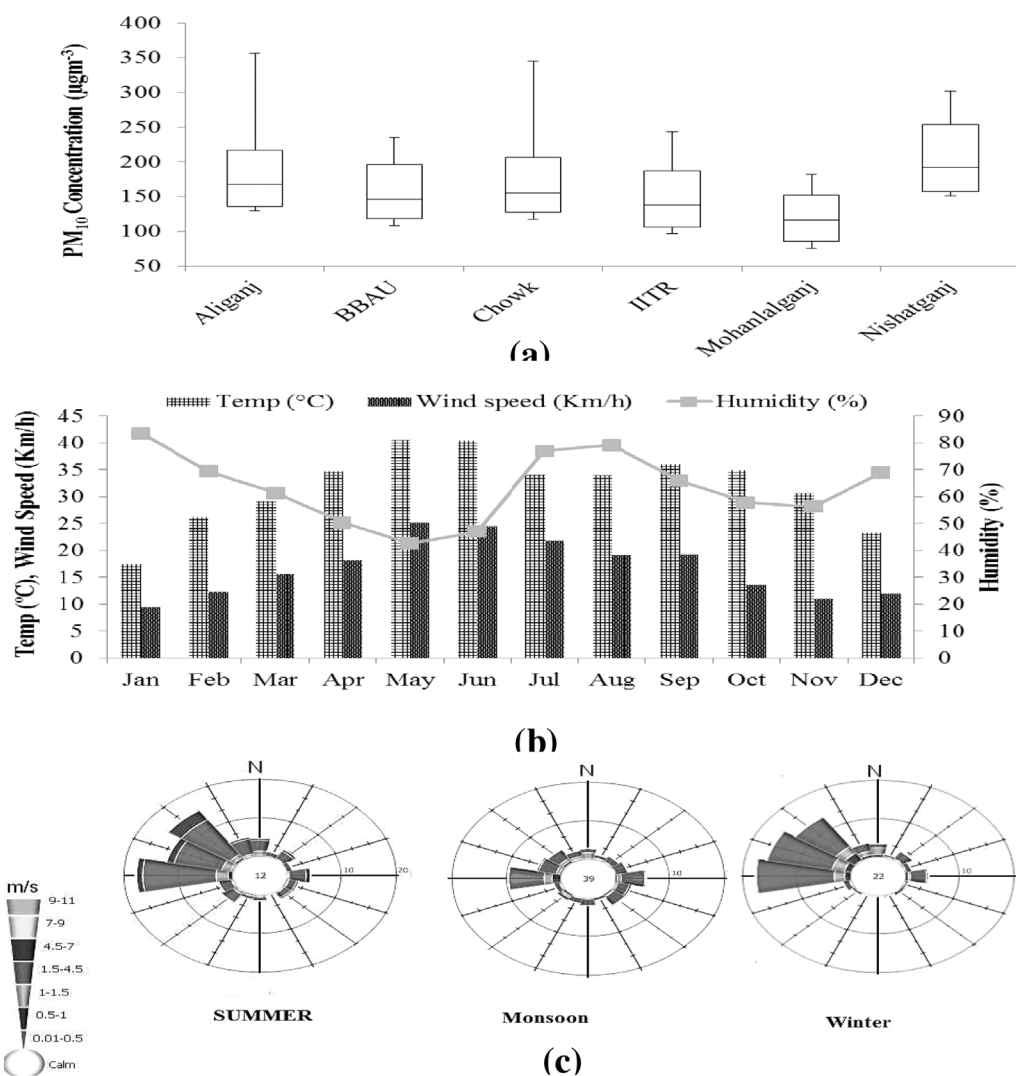 400
350
300
250
200
150
100
50
PM10 Concentration (µgm-3)
Aliganj
BBAU
Chowk
IITR
Mohanlalganj
Nishatganj
(a)
Temp (°C)
Wind speed (Km/h)
Humidity (%)
45
40
35
30
25
20
15
10
5
0
Temp (°C), Wind Speed (Km/h)
90
80
70
60
50
40
30
20
10
0
Humidity (%)
Jan Feb Mar Apr May Jun Jul Aug Sep Oct Nov Dec
(b)
N
12
10
20
SUMMER
N
39
10
Monsoon
N
22
10
Winter
m/s
9-11
7-9
4.5-7
1.5-4.5
1-1.5
0.5-1
0.01-0.5
Calm
(c)